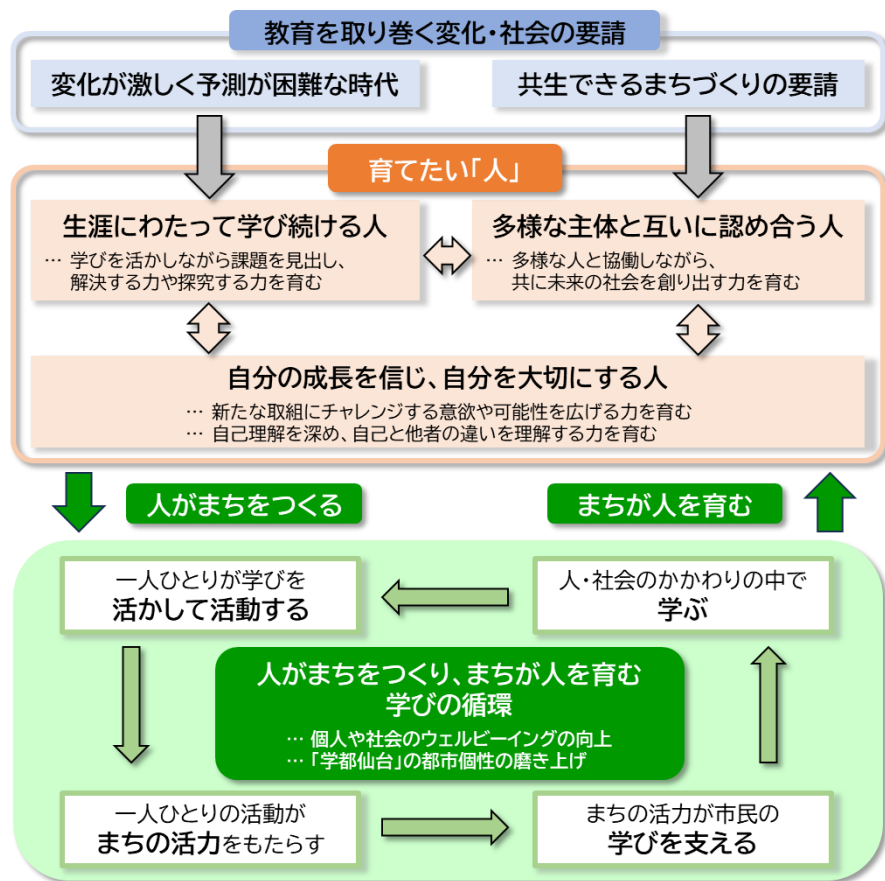 教育を取り巻く変化・社会の要請
変化が激しく予測が困難な時代
共生できるまちづくりの要請
育てたい「人」
生涯にわたって学び続ける人
… 学びを活かしながら課題を見出し、
解決する力や探究する力を育む
多様な主体と互いに認め合う人
… 多様な人と協働しながら、
共に未来の社会を創り出す力を育む
自分の成長を信じ、自分を大切にする人
… 新たな取組にチャレンジする意欲や可能性を広げる力を育む
… 自己理解を深め、自己と他者の違いを理解する力を育む
人がまちをつくる
まちが人を育む
一人ひとりが学びを
活かして活動する
人・社会のかかわりの中で
学ぶ
人がまちをつくり、まちが人を育む
学びの循環
… 個人や社会のウェルビーイングの向上
… 「学都仙台」の都市個性の磨き上げ
一人ひとりの活動が
まちの活力をもたらす
まちの活力が市民の
学びを支える